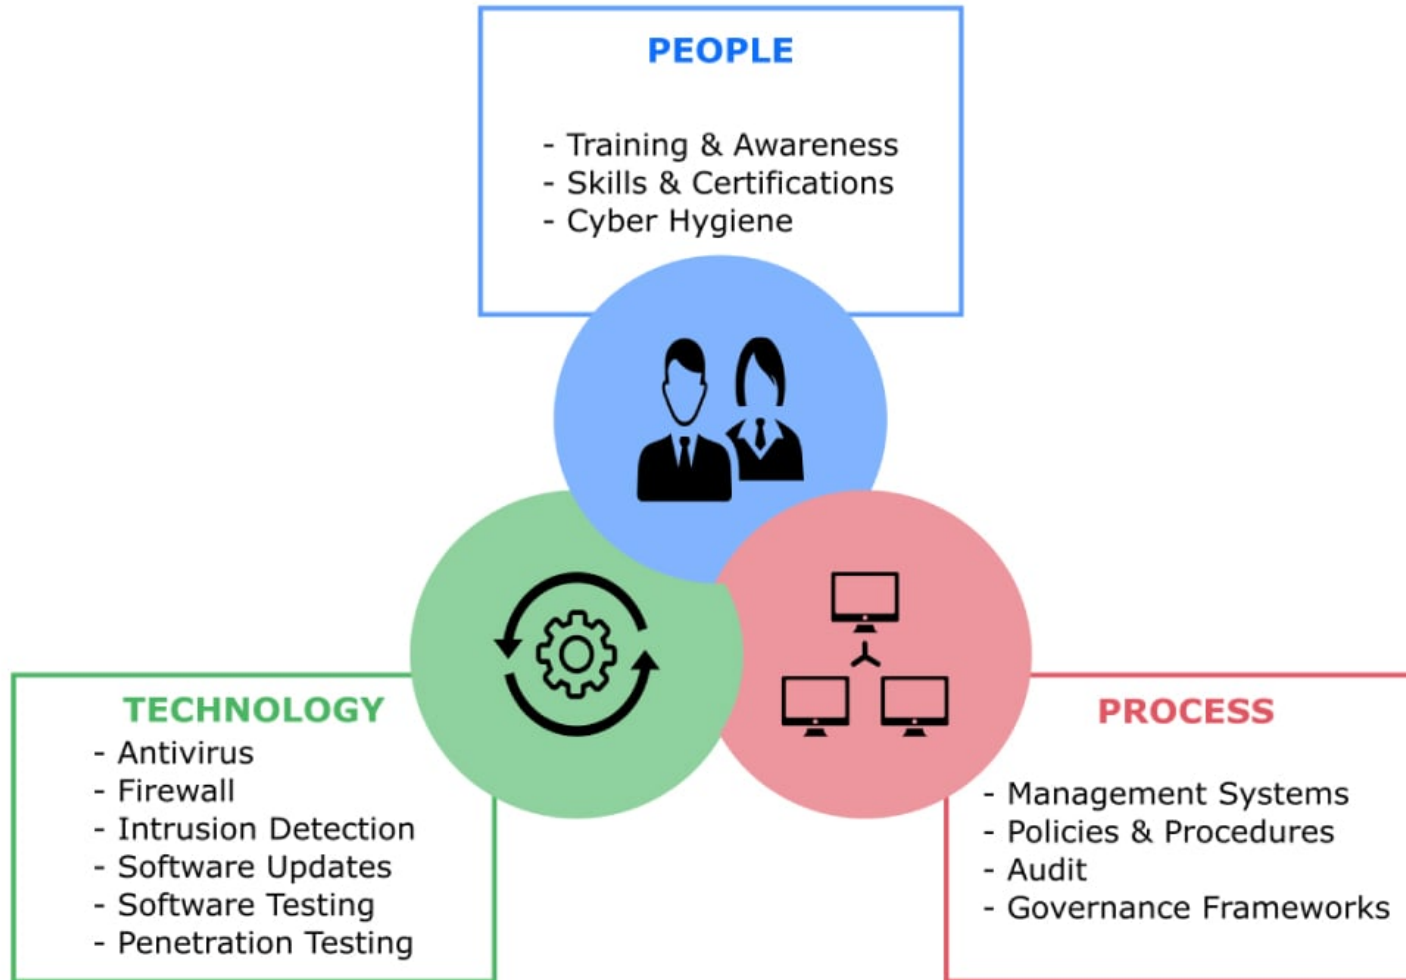 PEOPLE
- Training & Awareness
- Skills & Certifications
- Cyber Hygiene
TECHNOLOGY
- Antivirus
- Firewall
- Intrusion Detection
- Software Updates
- Software Testing
- Penetration Testing
PROCESS
- Management Systems
- Policies & Procedures
- Audit
- Governance Frameworks